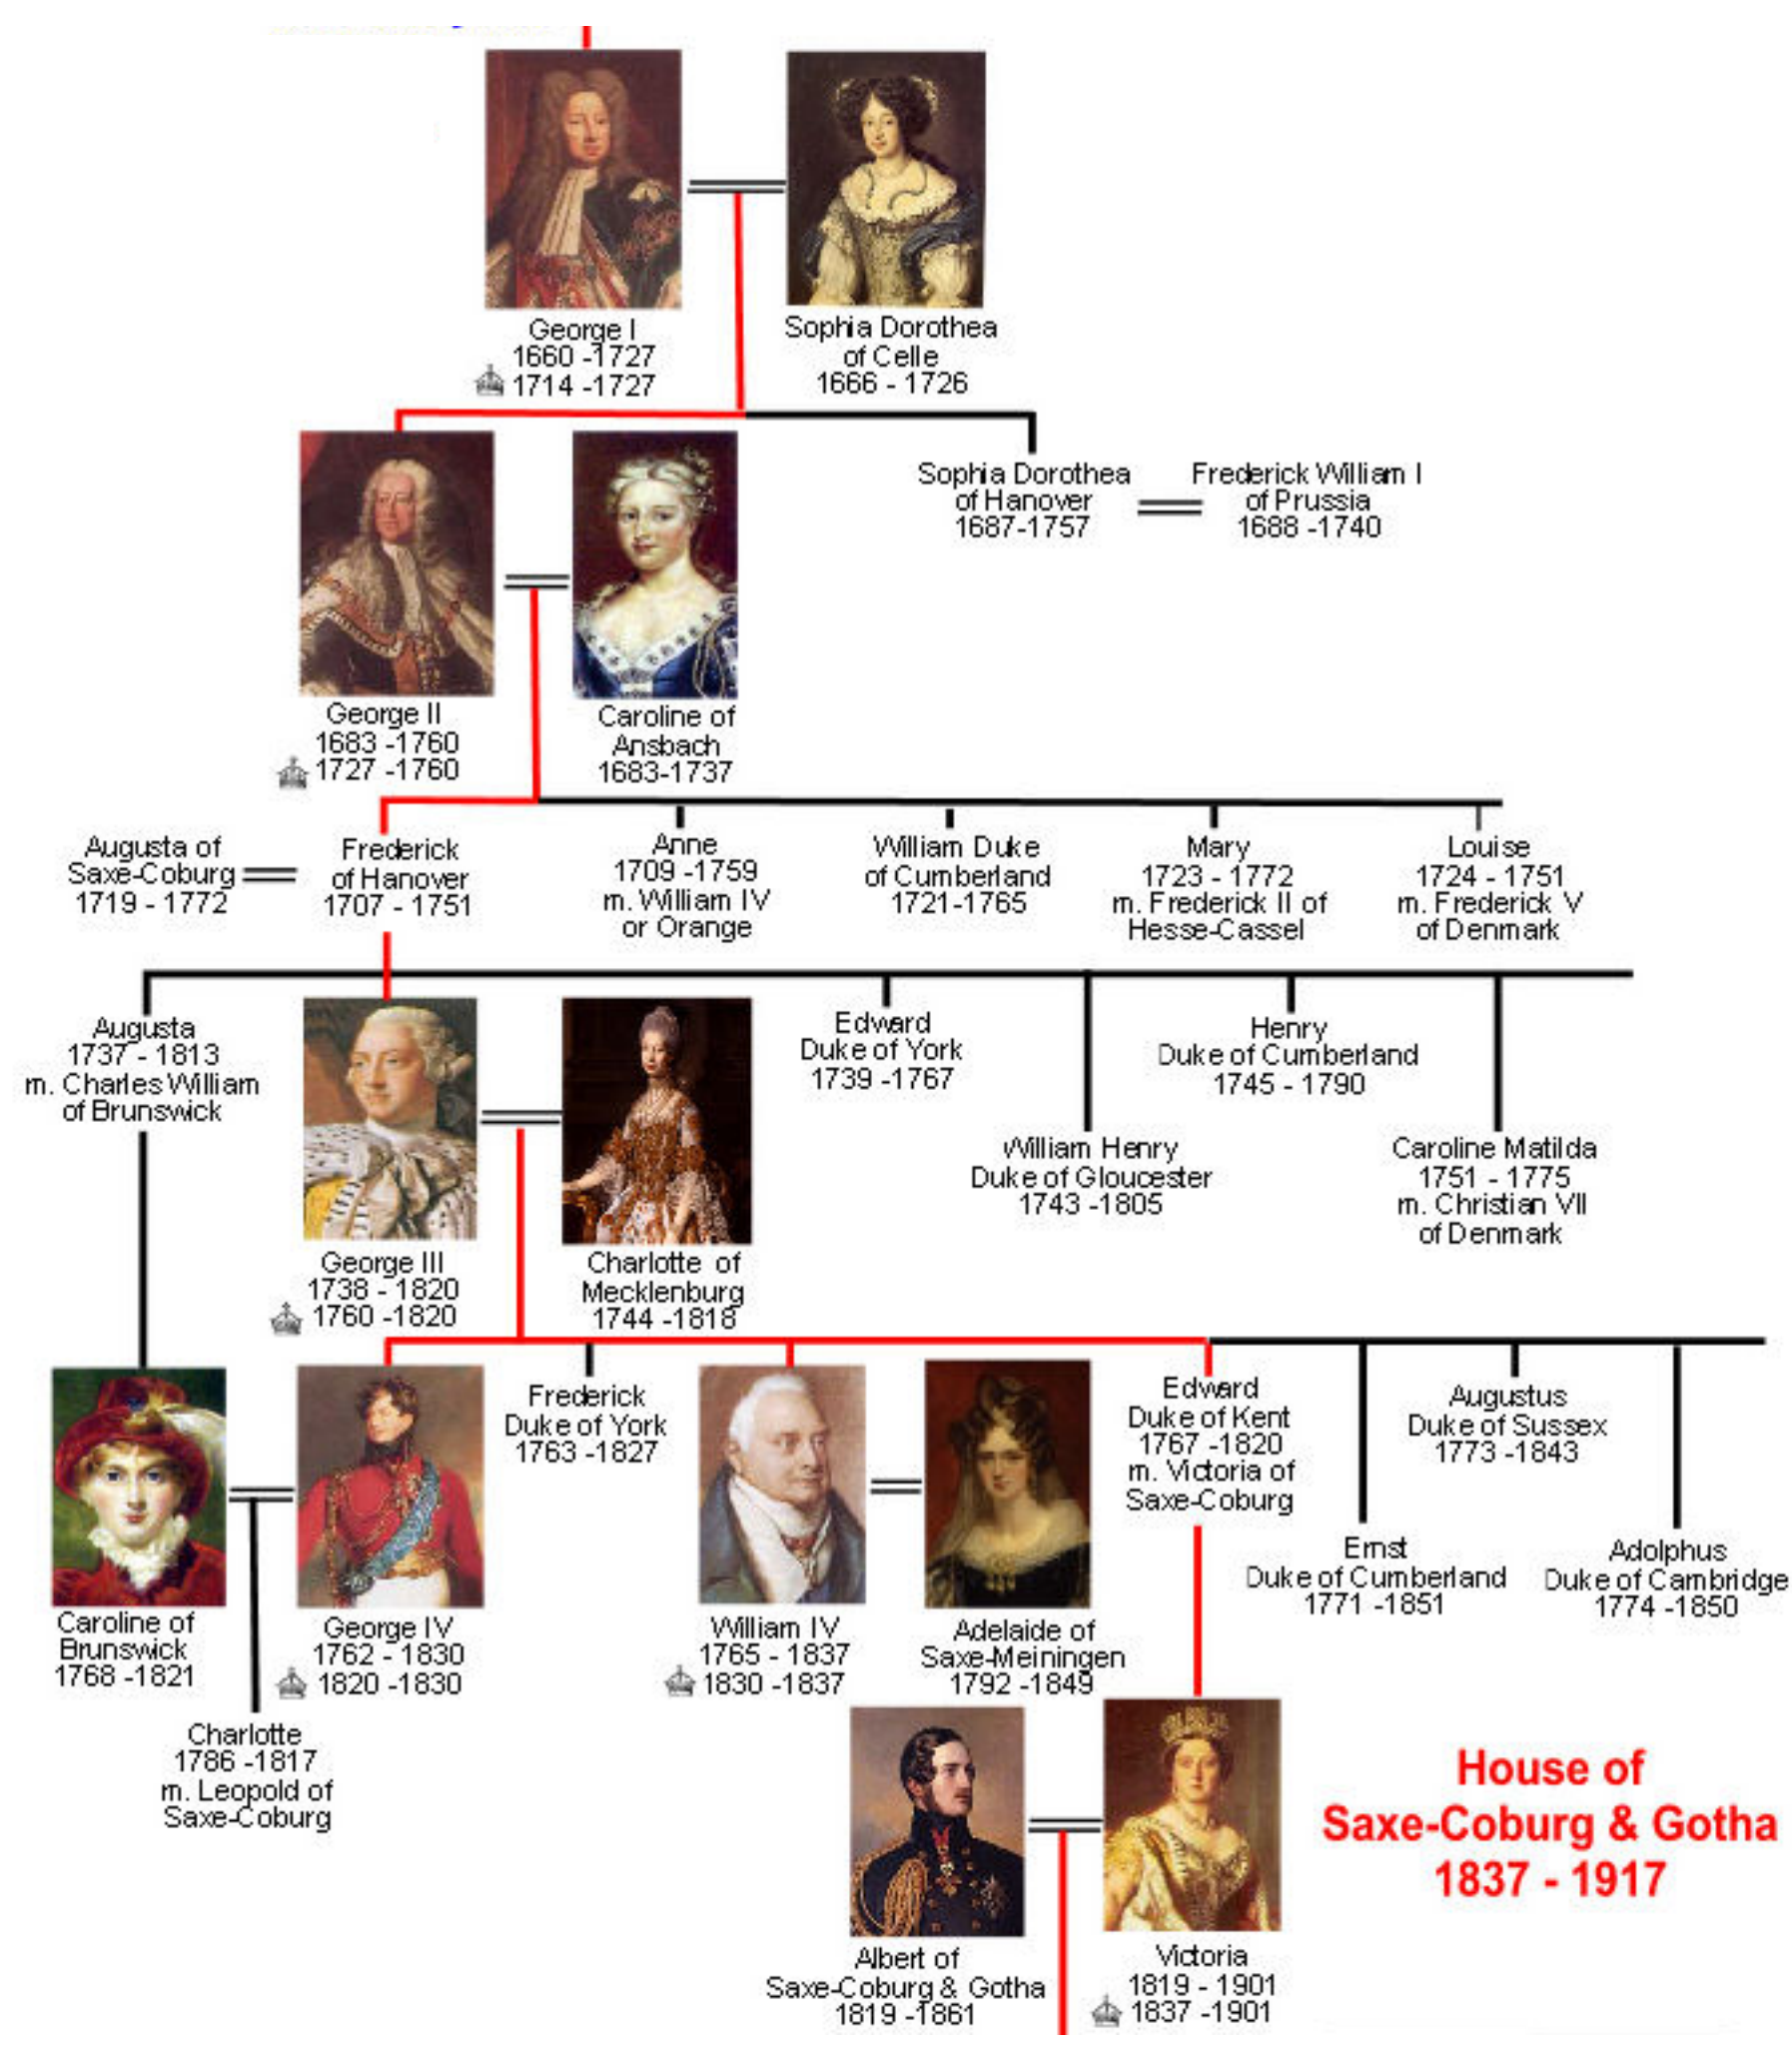 George I
1660 -1727
1714 -1727
Sophia Dorothea
of Celle
1666 - 1726
Sophia Dorothea
of Hanover
1687-1757
Frederick William I
of Prussia
1688 -1740
George II
1683 -1760
1727 -1760
Caroline of
Ansbach
1683-1737
Augusta of
Saxe-Coburg
1719 - 1772
Frederick
of Hanover
1707 - 1751
Anne
1709 -1759
m. William IV
or Orange
William Duke
of Cumberland
1721-1765
Mary
1723 - 1772
m. Frederick II of
Hesse-Cassel
Louise
1724 - 1751
m. Frederick V
of Denmark
Augusta
1737 - 1813
m. Charles William
of Brunswick
George III
1738 - 1820
1760 -1820
Charlotte of
Mecklenburg
1744 -1818
Edward
Duke of York
1739 -1767
William Henry
Duke of Gloucester
1743 -1805
Henry
Duke of Cumberland
1745 - 1790
Caroline Matilda
1751 - 1775
m. Christian VII
of Denmark
Caroline of
Brunswick
1768 -1821
George IV
1762 - 1830
1820 -1830
Frederick
Duke of York
1763 -1827
William IV
1765 - 1837
1830 -1837
Adelaide of
Saxe-Meiningen
1792 -1849
Edward
Duke of Kent
1767 -1820
m. Victoria of
Saxe-Coburg
Ernst
Duke of Cumberland
1771 -1851
Augustus
Duke of Sussex
1773 -1843
Adolphus
Duke of Cambridge
1774 -1850
Charlotte
1786 -1817
m. Leopold of
Saxe-Coburg
Albert of
Saxe-Coburg & Gotha
1819 -1861
Victoria
1819 - 1901
1837 -1901
House of
Saxe-Coburg & Gotha
1837 - 1917